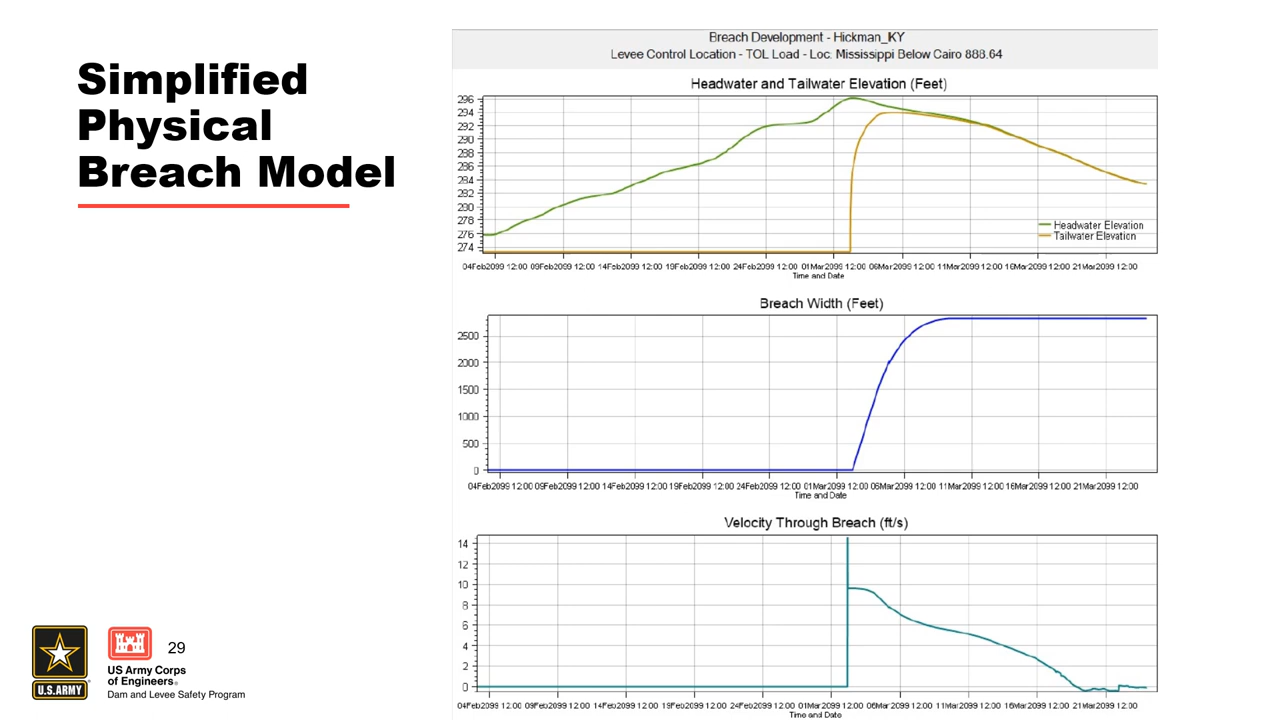 Simplified
Physical
Breach Model
Breach Development - Hickman_KY
Levee Control Location - TOL Load - Loc: Mississippi Below Cairo 888.64
Headwater and Tailwater Elevation (Feet)
296
294
292
290
288
286
284
282
280
278
276
274
Headwater Elevation
Tailwater Elevation
04Feb2099 12:00 09Feb2099 12:00 14Feb2099 12:00 19Feb2099 12:00 24Feb2099 12:00 01Mar2099 12:00 06Mar2099 12:00 11Mar2099 12:00 16Mar2099 12:00 21Mar2099 12:00
Time and Date
Breach Width (Feet)
2500
2000
1500
1000
500
0
04Feb2099 12:00 09Feb2099 12:00 14Feb2099 12:00 19Feb2099 12:00 24Feb2099 12:00 01Mar2099 12:00 06Mar2099 12:00 11Mar2099 12:00 16Mar2099 12:00 21Mar2099 12:00
Time and Date
Velocity Through Breach (ft/s)
14
12
10
8
6
4
2
0
04Feb2099 12:00 09Feb2099 12:00 14Feb2099 12:00 19Feb2099 12:00 24Feb2099 12:00 01Mar2099 12:00 06Mar2099 12:00 11Mar2099 12:00 16Mar2099 12:00 21Mar2099 12:00
Time and Date
U.S. ARMY
US Army Corps
of Engineers®
Dam and Levee Safety Program
29